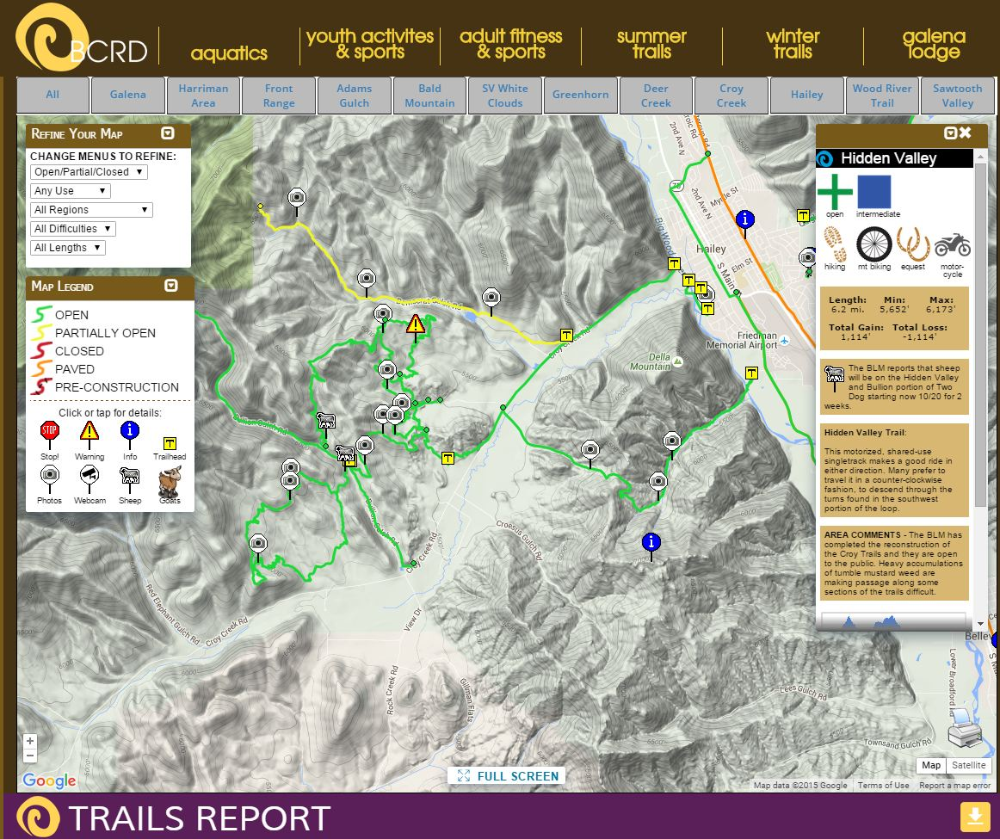 BCRD
aquatics
youth activites
& sports
adult fitness
& sports
summer
trails
winter
trails
galena
lodge
All
Galena
Harriman
Area
Front
Range
Adams
Gulch
Bald
Mountain
SV White
Clouds
Greenhorn
Deer
Creek
Croy
Creek
Hailey
Wood River
Trail
Sawtooth
Valley
Refine Your Map
CHANGE MENUS TO REFINE:
Open/Partial/Closed
Any Use
All Regions
All Difficulties
All Lengths
Map Legend
OPEN
PARTIALLY OPEN
CLOSED
PAVED
PRE-CONSTRUCTION
Click or tap for details:
STOP
Stop!
Warning
Info
Trailhead
Photos
Webcam
Sheep
Goats
2nd Ave N
75
2nd Ave N
Myrtle St
Hailey
Elm St
S Main
Friedman
Memorial Airport
Della
Mountain
Democrat Gulch Rd
Croy Creek Rd
Bullion Gulch Rd
Bullion Gulch Rd
Croy Creek Rd
Croesus Gulch Rd
Red Elephant Gulch Rd
Croy Creek Rd
View Dr
Rock Creek Rd
Gillman Flats
Lees Gulch Rd
Townsand Gulch Rd
Lower Broadford Rd
Hidden Valley
open
intermediate
hiking
mt biking
equest
motor-
cycle
Length: Min: Max:
6.2 mi. 5,652' 6,173'
Total Gain: Total Loss:
1,114' -1,114'
The BLM reports that sheep
will be on the Hidden Valley
and Bullion portion of Two
Dog starting now 10/20 for 2
weeks.
Hidden Valley Trail:
This motorized, shared-use
singletrack makes a good ride in
either direction. Many prefer to
travel it in a counter-clockwise
fashion, to descend through the
turns found in the southwest
portion of the loop.
AREA COMMENTS - The BLM has
completed the reconstruction of
the Croy Trails and they are open
to the public. Heavy accumulations
of tumble mustard weed are
making passage along some
sections of the trails difficult.
Map
Satellite
Google
FULL SCREEN
Map data ©2015 Google
Terms of Use
Report a map error
TRAILS REPORT